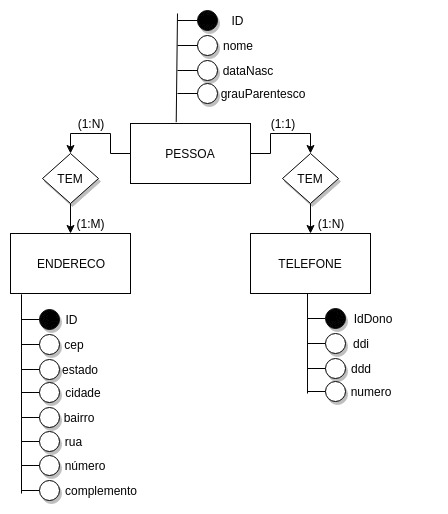 ID
nome
dataNasc
grauParentesco
(1:N)
(1:1)
PESSOA
TEM
TEM
(1:M)
(1:N)
ENDERECO
TELEFONE
ID
cep
estado
cidade
bairro
rua
número
complemento
IdDono
ddi
ddd
numero